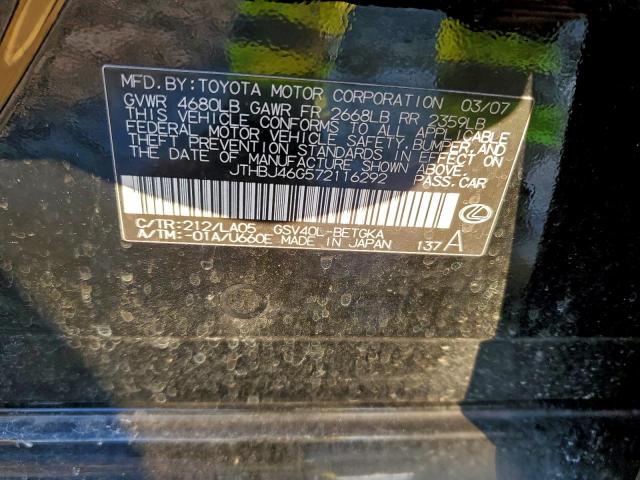 MFD.BY:TOYOTA MOTOR CORPORATION 03/07
GVWR 4680LB GAWR FR 2668LB RR 2359LB
THIS VEHICLE CONFORMS TO ALL APPLICABLE
FEDERAL MOTOR VEHICLE SAFETY,BUMPER,AND
THEFT PREVENTION STANDARDS IN EFFECT ON
THE DATE OF MANUFACTURE SHOWN ABOVE.
JTHBJ46G572116292 PASS.CAR
C/TR:212/LA05 GSV40L-BETGKA
A/TM:-01A/U660E MADE IN JAPAN 137A